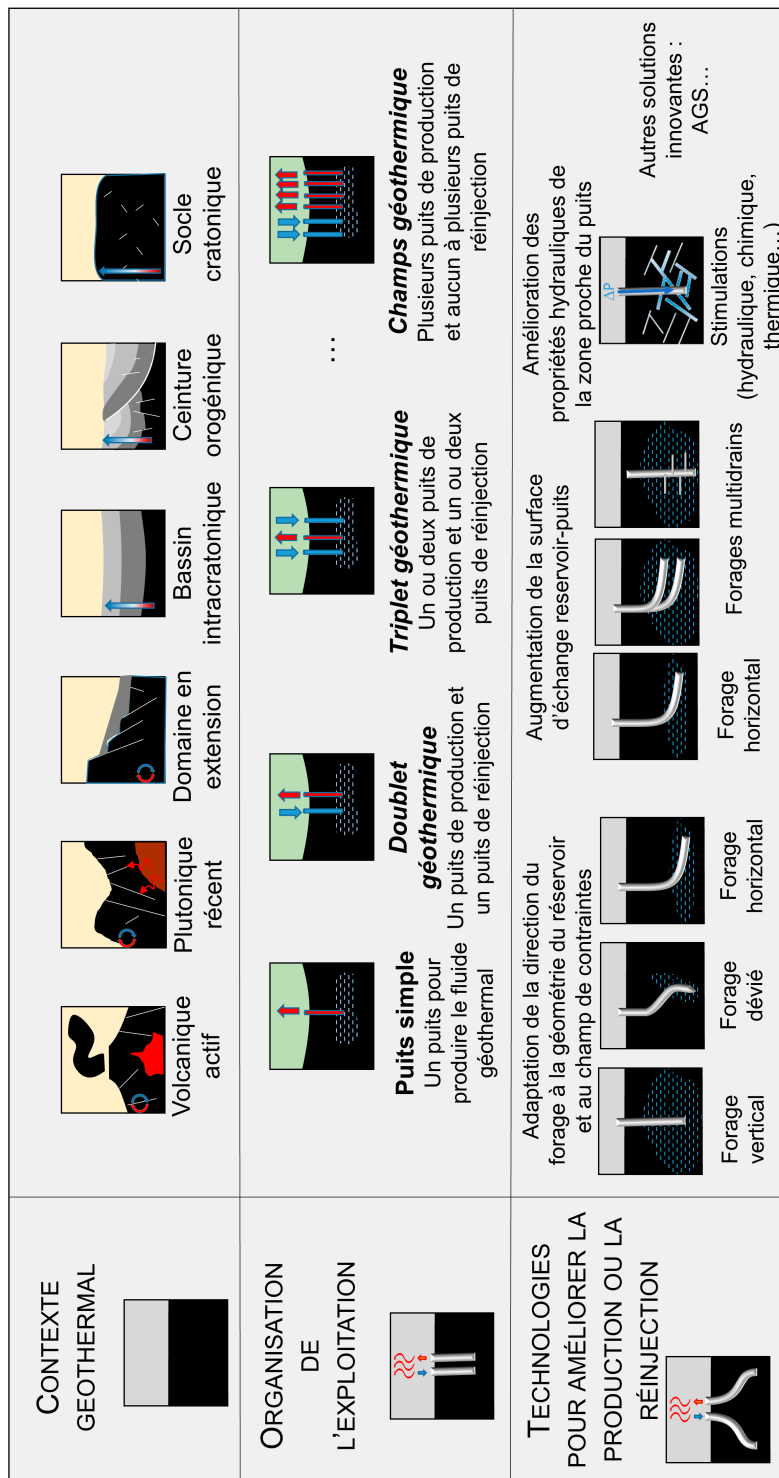 CONTEXTE
GEOTHERMAL
Volcanique
actif
Plutonique
récent
Domaine en
extension
Bassin
intracratonique
Ceinture
orogénique
Socle
cratonique
ORGANISATION
DE
L'EXPLOITATION
Puits simple
Un puits pour
produire le fluide
géothermal
Doublet
géothermique
Un puits de production et
un puits de réinjection
Triplet géothermique
Un ou deux puits de
production et un ou deux
puits de réinjection
...
Champs géothermique
Plusieurs puits de production
et aucun à plusieurs puits de
réinjection
TECHNOLOGIES
POUR AMÉLIORER LA
PRODUCTION OU LA
RÉINJECTION
Adaptation de la direction du
forage à la géométrie du réservoir
et au champ de contraintes
Forage
vertical
Forage
dévié
Forage
horizontal
Augmentation de la surface
d'échange reservoir-puits
Forage
horizontal
Forages multidrains
Amélioration des
propriétés hydrauliques de
la zone proche du puits
ΔP
Stimulations
(hydraulique, chimique,
thermique...)
Autres solutions
innovantes :
AGS...